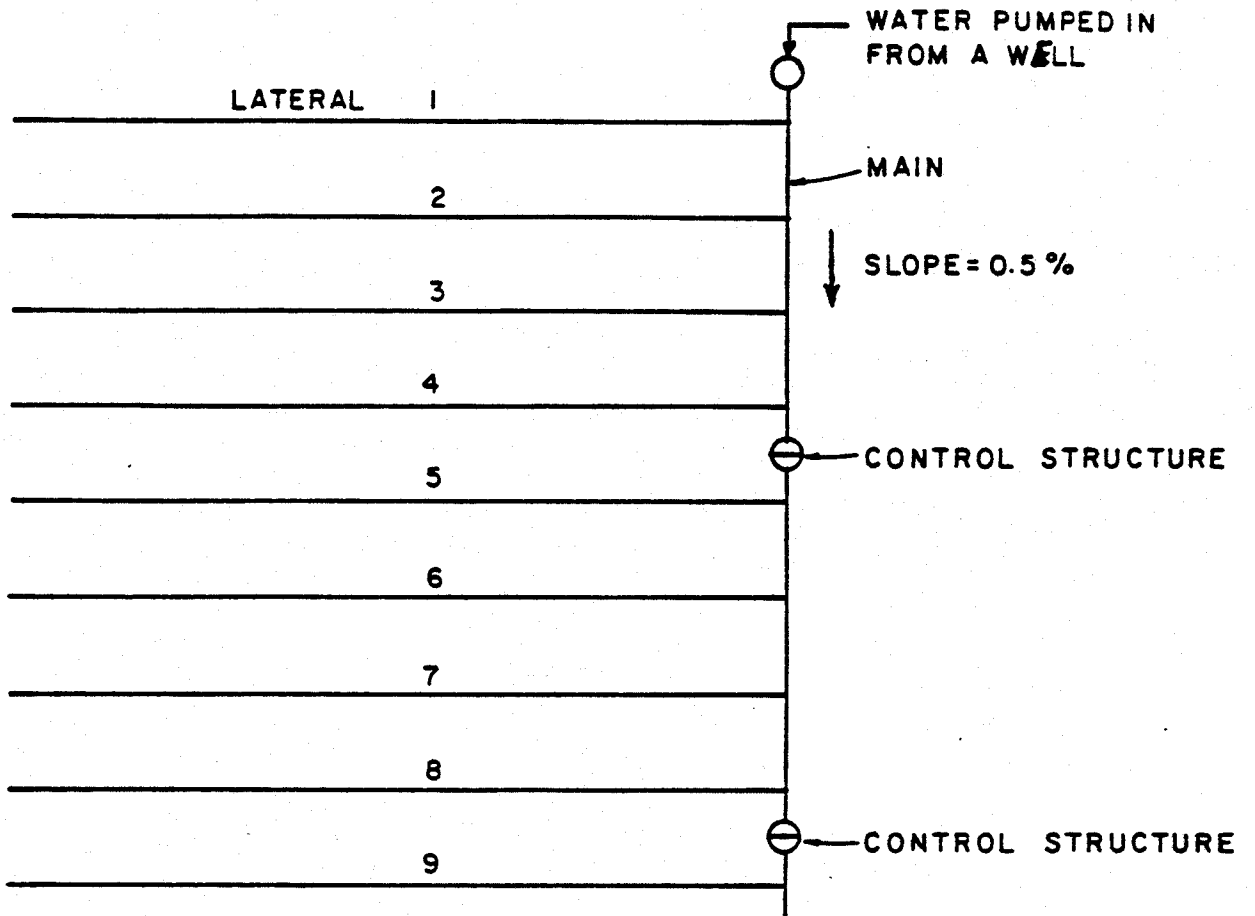 WATER PUMPED IN
FROM A WELL
LATERAL 1
MAIN
2
SLOPE = 0.5 %
3
4
CONTROL STRUCTURE
5
6
7
8
CONTROL STRUCTURE
9